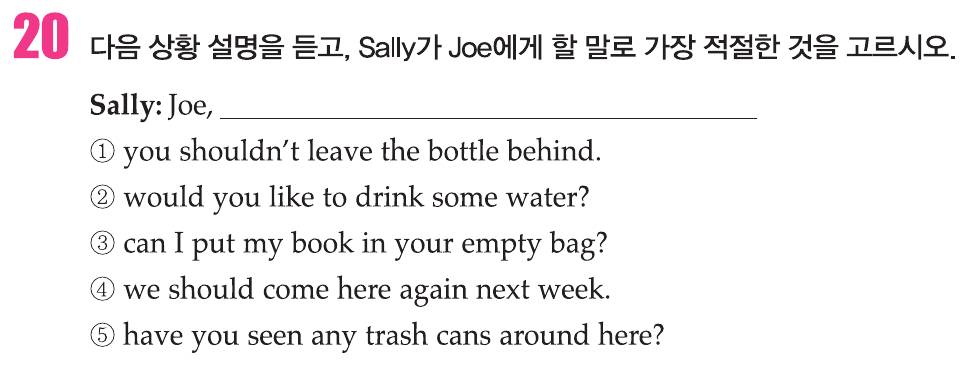 20 다음 상황 설명을 듣고, Sally가 Joe에게 할 말로 가장 적절한 것을 고르시오.
Sally: Joe, ____________________
① you shouldn't leave the bottle behind.
② would you like to drink some water?
③ can I put my book in your empty bag?
④ we should come here again next week.
⑤ have you seen any trash cans around here?